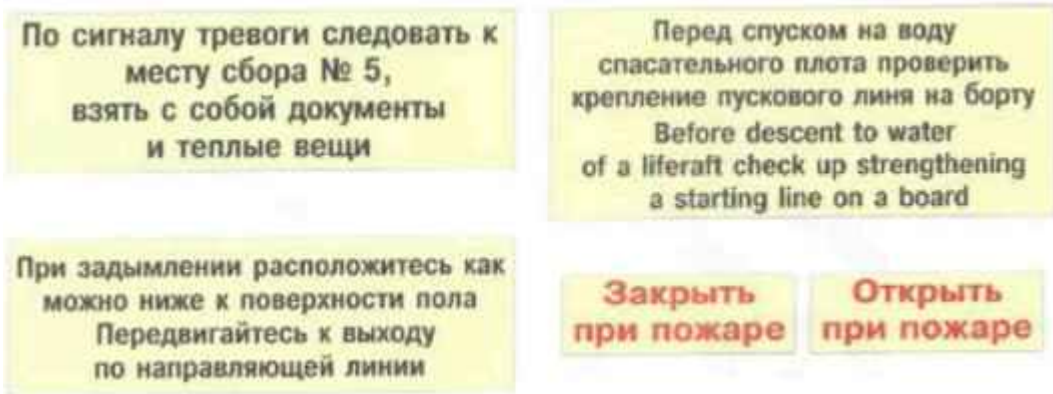 По сигналу тревоги следовать к
месту сбора № 5,
взять с собой документы
и теплые вещи
Перед спуском на воду
спасательного плота проверить
крепление пускового линя на борту
Before descent to water
of a liferaft check up strengthening
a starting line on a board
При задымлении расположитесь как
можно ниже к поверхности пола
Передвигайтесь к выходу
по направляющей линии
Закрыть
при пожаре
Открыть
при пожаре